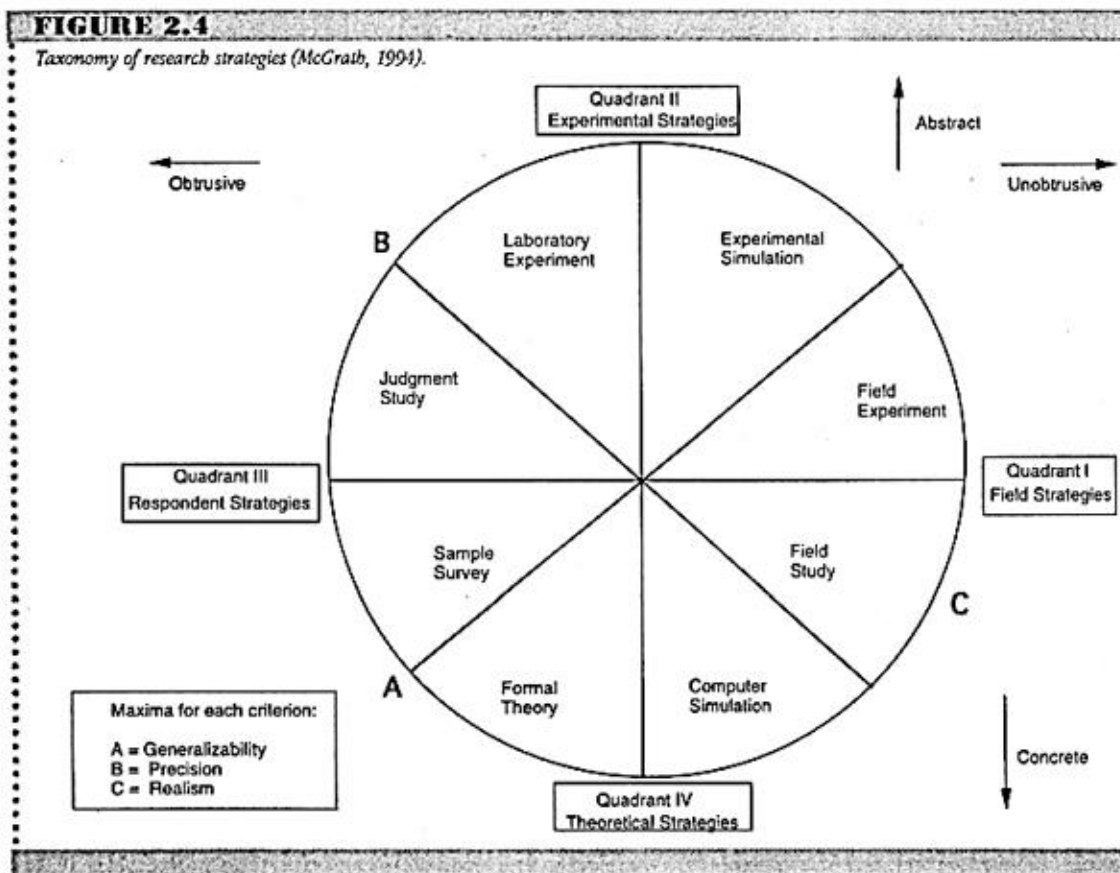 FIGURE 2.4
Taxonomy of research strategies (McGrath, 1994).
Quadrant II
Experimental Strategies
Abstract
Obtrusive
Unobtrusive
B
Laboratory
Experiment
Experimental
Simulation
Judgment
Study
Field
Experiment
Quadrant III
Respondent Strategies
Quadrant I
Field Strategies
Sample
Survey
Field
Study
C
A
Formal
Theory
Computer
Simulation
Maxima for each criterion:
A = Generalizability
B = Precision
C = Realism
Concrete
Quadrant IV
Theoretical Strategies